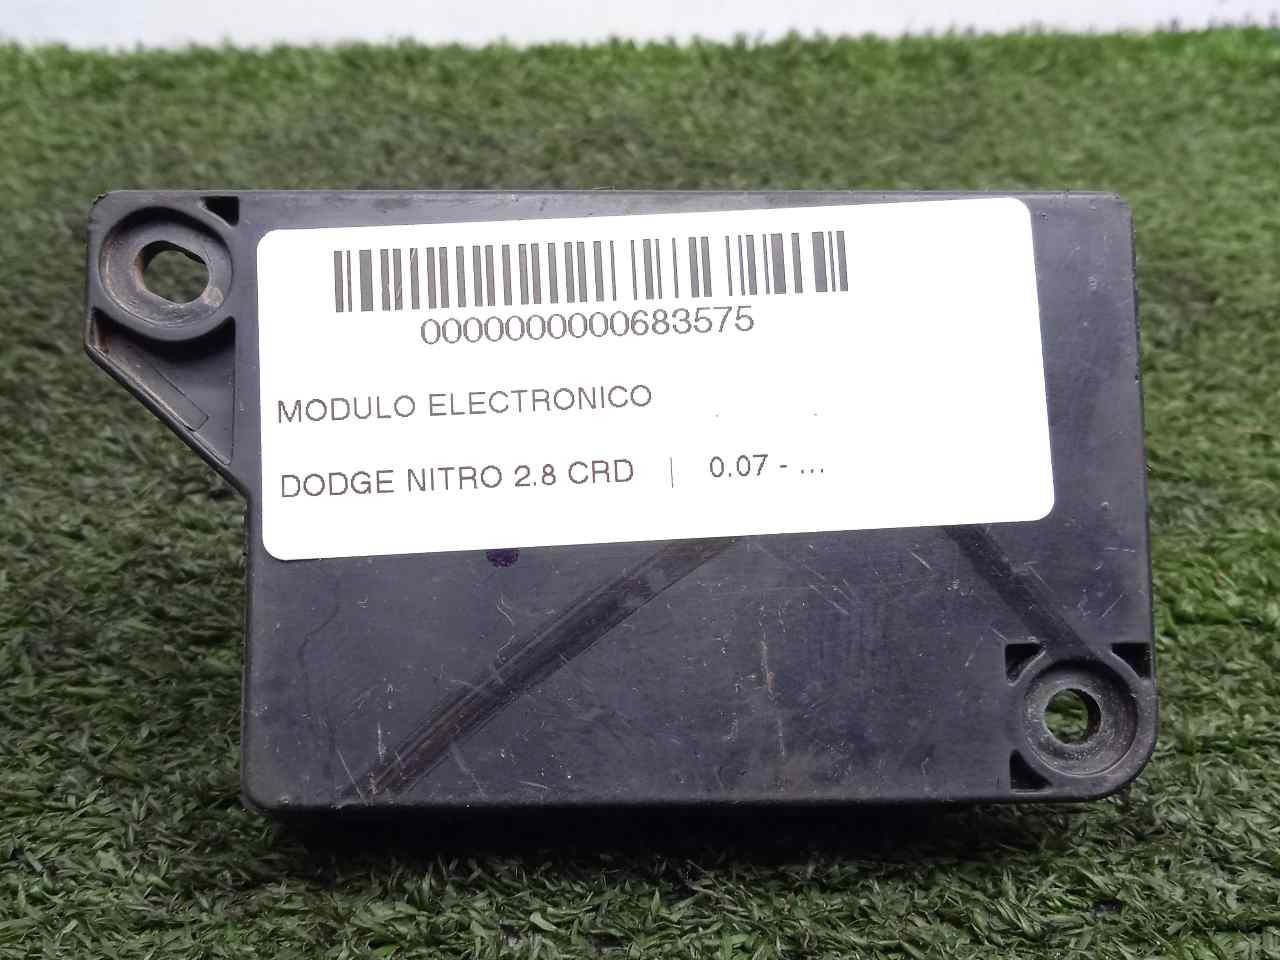 0000000000683575
MODULO ELECTRONICO
DODGE NITRO 2.8 CRD | 0.07 - ...